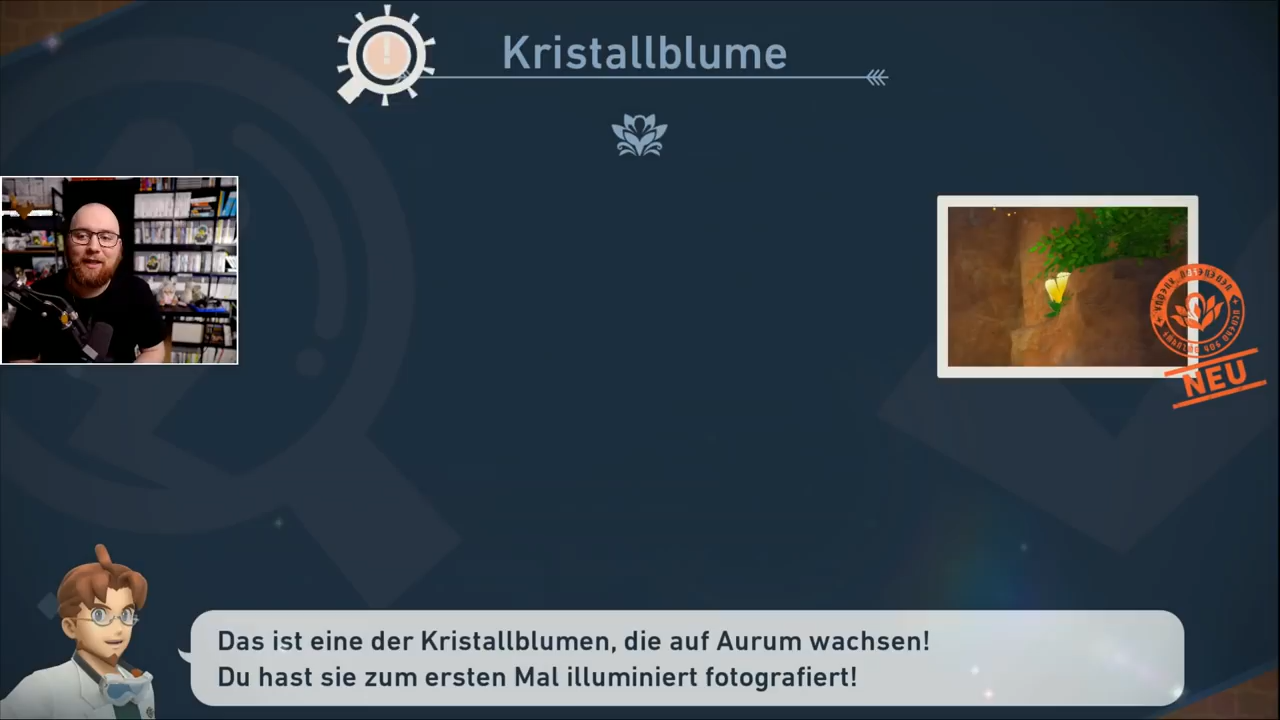 Kristallblume
NEU
Das ist eine der Kristallblumen, die auf Aurum wachsen!
Du hast sie zum ersten Mal illuminiert fotografiert!